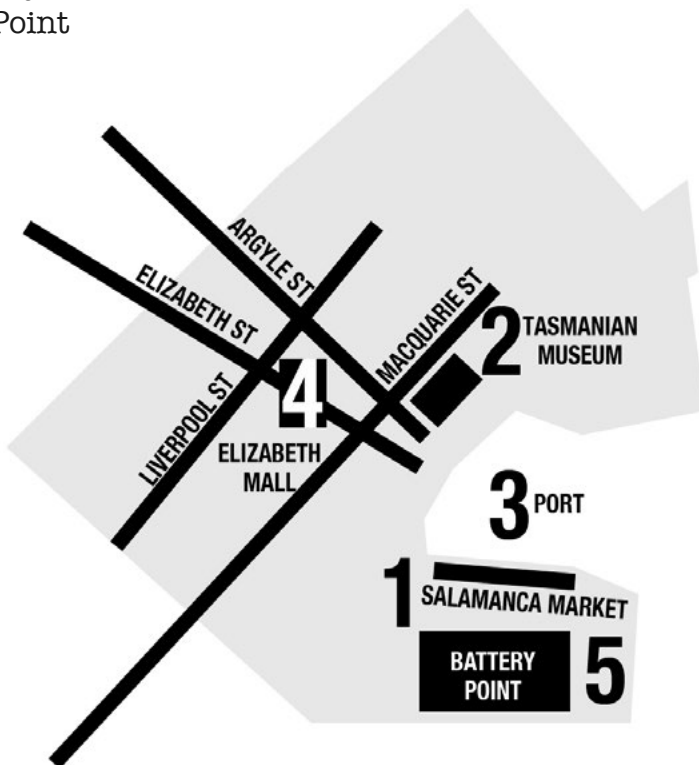 Point
ARGYLE ST
ELIZABETH ST
MACQUARIE ST
2
TASMANIAN
MUSEUM
4
LIVERPOOL ST
ELIZABETH
MALL
3
PORT
1
SALAMANCA MARKET
BATTERY
POINT
5